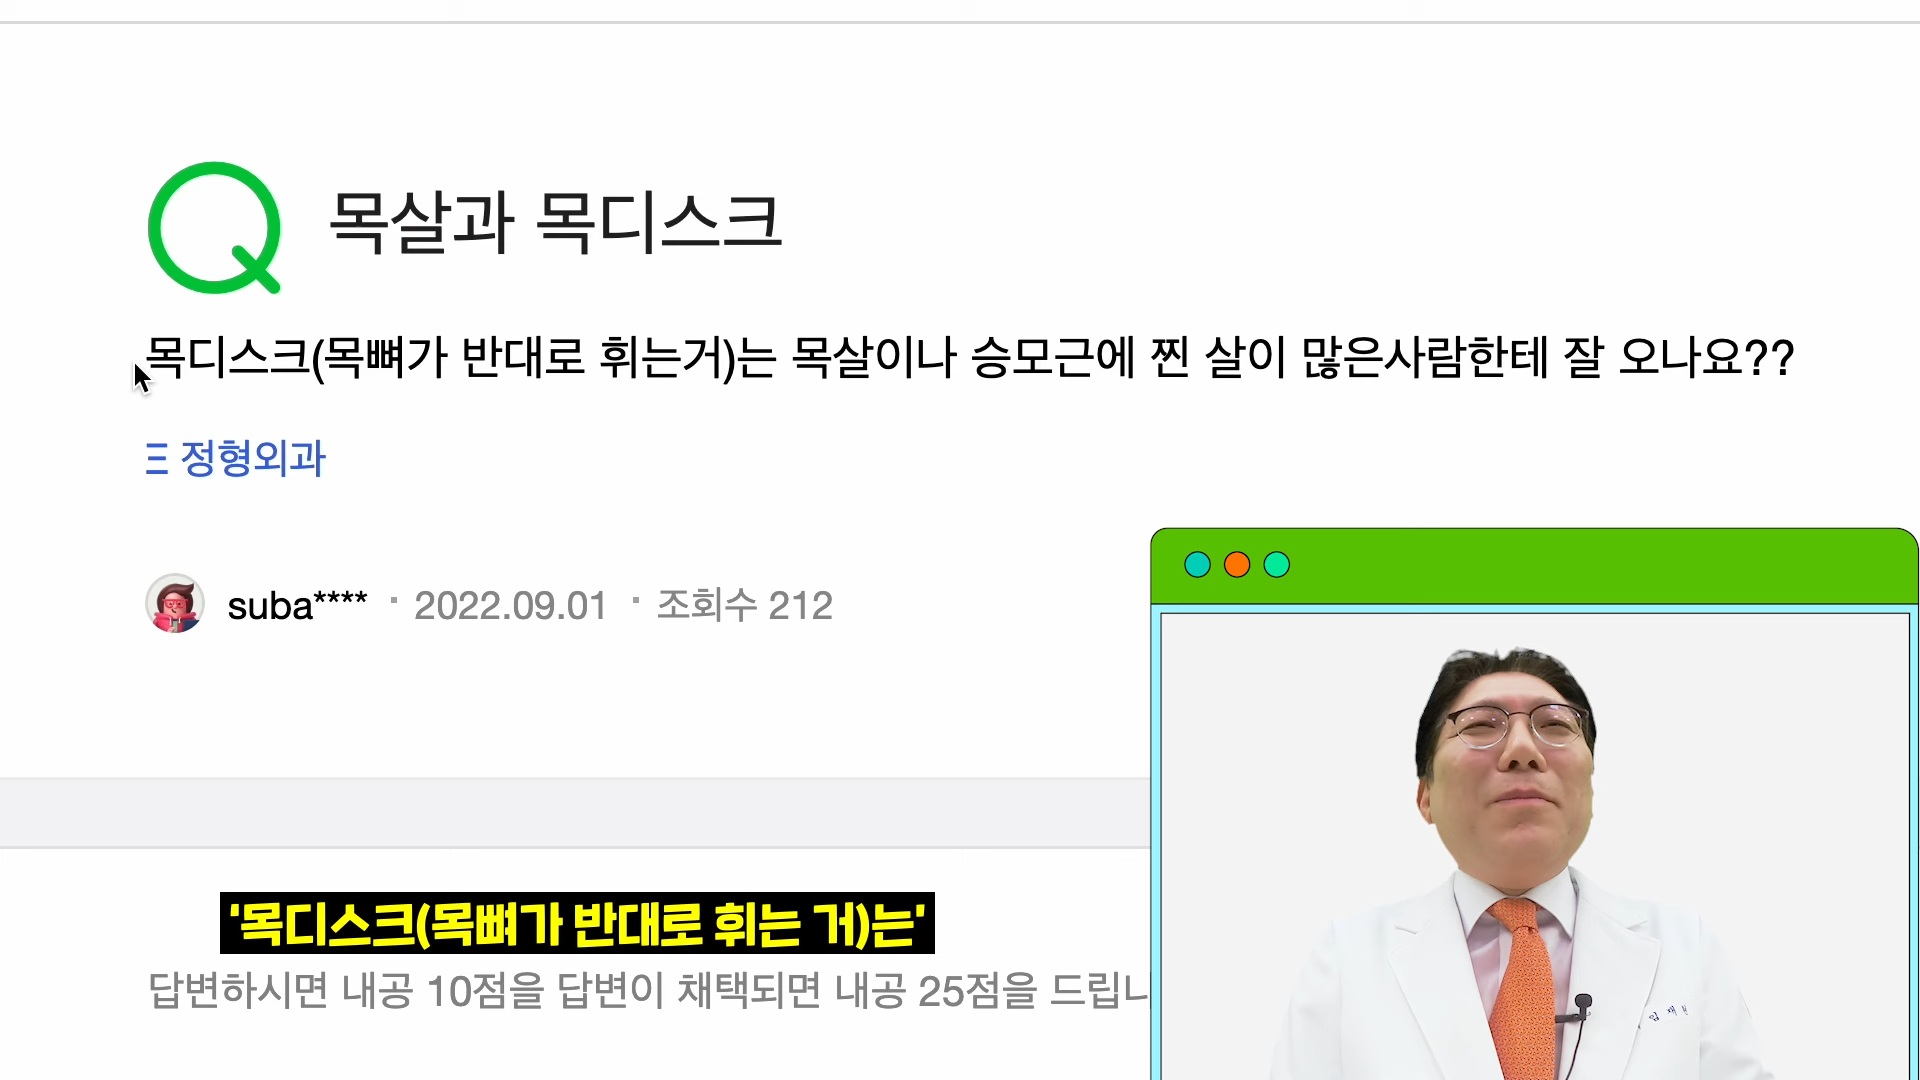 목살과 목디스크
목디스크(목뼈가 반대로 휘는거)는 목살이나 승모근에 찐 살이 많은사람한테 잘 오나요??
정형외과
suba**** · 2022.09.01 · 조회수 212
'목디스크(목뼈가 반대로 휘는 거)는'
답변하시면 내공 10점을 답변이 채택되면 내공 25점을 드립니